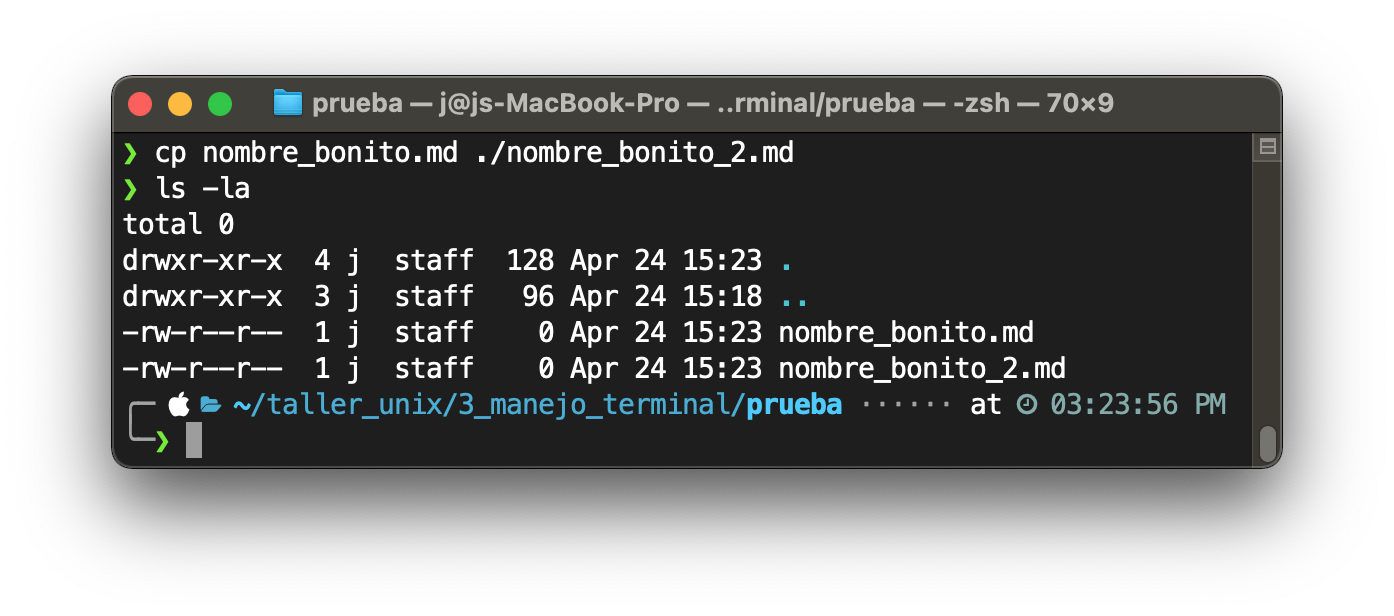 prueba — j@js-MacBook-Pro — ..rminal/prueba — -zsh — 70×9
❯ cp nombre_bonito.md ./nombre_bonito_2.md
❯ ls -la
total 0
drwxr-xr-x  4 j  staff  128 Apr 24 15:23 .
drwxr-xr-x  3 j  staff   96 Apr 24 15:18 ..
-rw-r--r--  1 j  staff    0 Apr 24 15:23 nombre_bonito.md
-rw-r--r--  1 j  staff    0 Apr 24 15:23 nombre_bonito_2.md
~/taller_unix/3_manejo_terminal/prueba ······ at 03:23:56 PM
❯